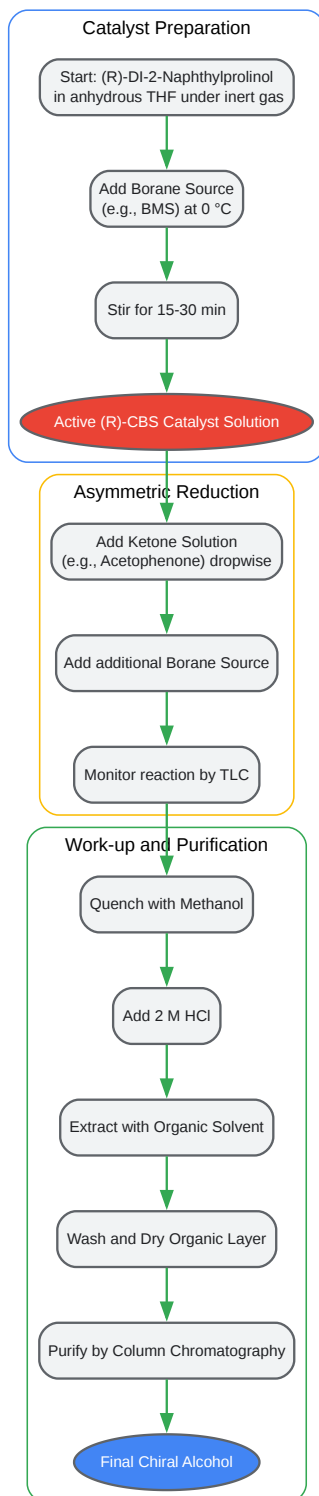 Catalyst Preparation
Start: (R)-DI-2-Naphthylprolinol
in anhydrous THF under inert gas
Add Borane Source
(e.g., BMS) at 0 °C
Stir for 15-30 min
Active (R)-CBS Catalyst Solution
Asymmetric Reduction
Add Ketone Solution
(e.g., Acetophenone) dropwise
Add additional Borane Source
Monitor reaction by TLC
Work-up and Purification
Quench with Methanol
Add 2 M HCl
Extract with Organic Solvent
Wash and Dry Organic Layer
Purify by Column Chromatography
Final Chiral Alcohol